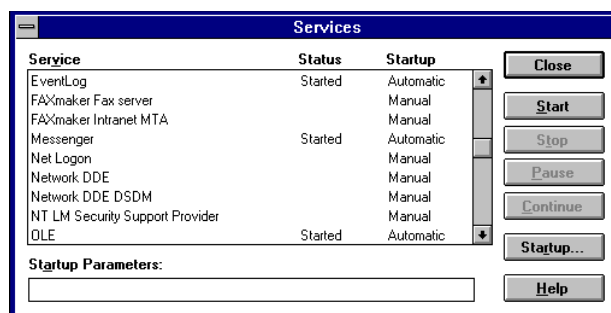 Services
Service Status Startup
EventLog Started Automatic
FAXmaker Fax server Manual
FAXmaker Intranet MTA Manual
Messenger Started Automatic
Net Logon Manual
Network DDE Manual
Network DDE DSDM Manual
NT LM Security Support Provider Manual
OLE Started Automatic
Startup Parameters:
Close
Start
Stop
Pause
Continue
Startup...
Help